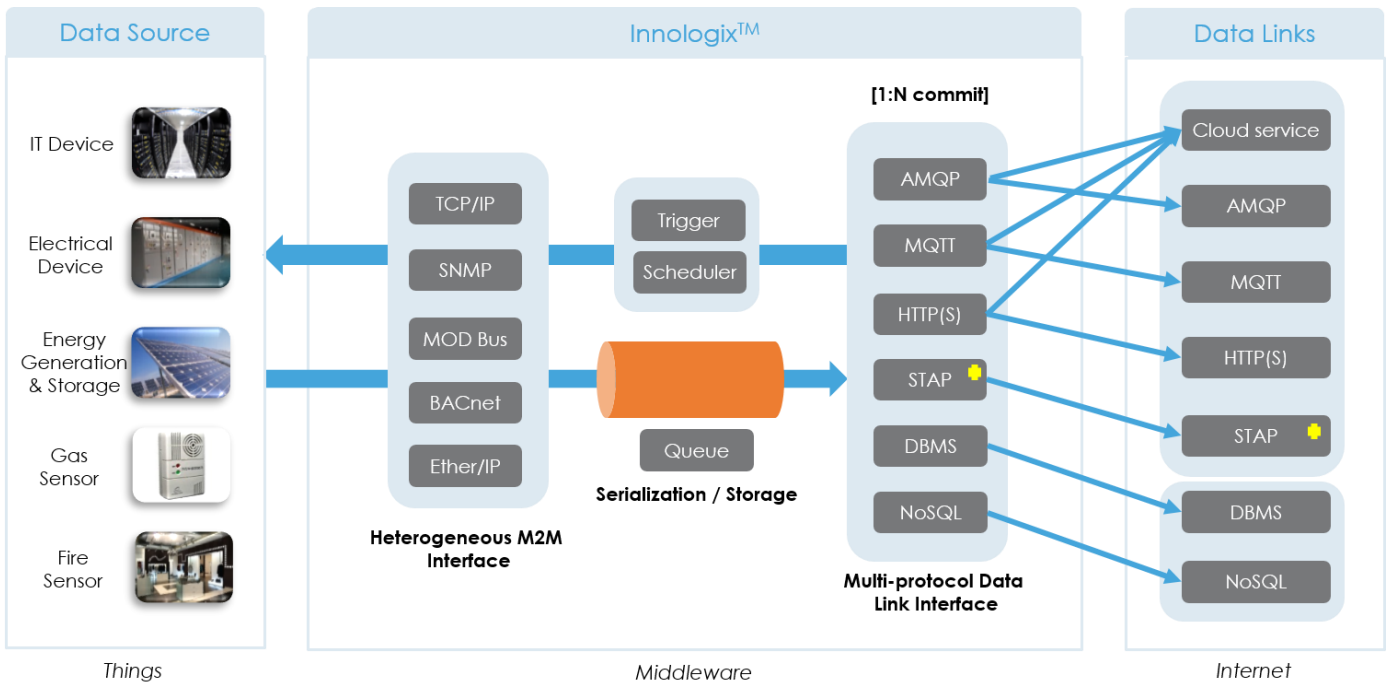 Data Source
Innologix™
Data Links
IT Device
Electrical
Device
Energy
Generation
& Storage
Gas
Sensor
Fire
Sensor
TCP/IP
SNMP
MOD Bus
BACnet
Ether/IP
Heterogeneous M2M
Interface
Trigger
Scheduler
Queue
Serialization / Storage
[1:N commit]
AMQP
MQTT
HTTP(S)
STAP
DBMS
NoSQL
Multi-protocol Data
Link Interface
Cloud service
AMQP
MQTT
HTTP(S)
STAP
DBMS
NoSQL
Things
Middleware
Internet